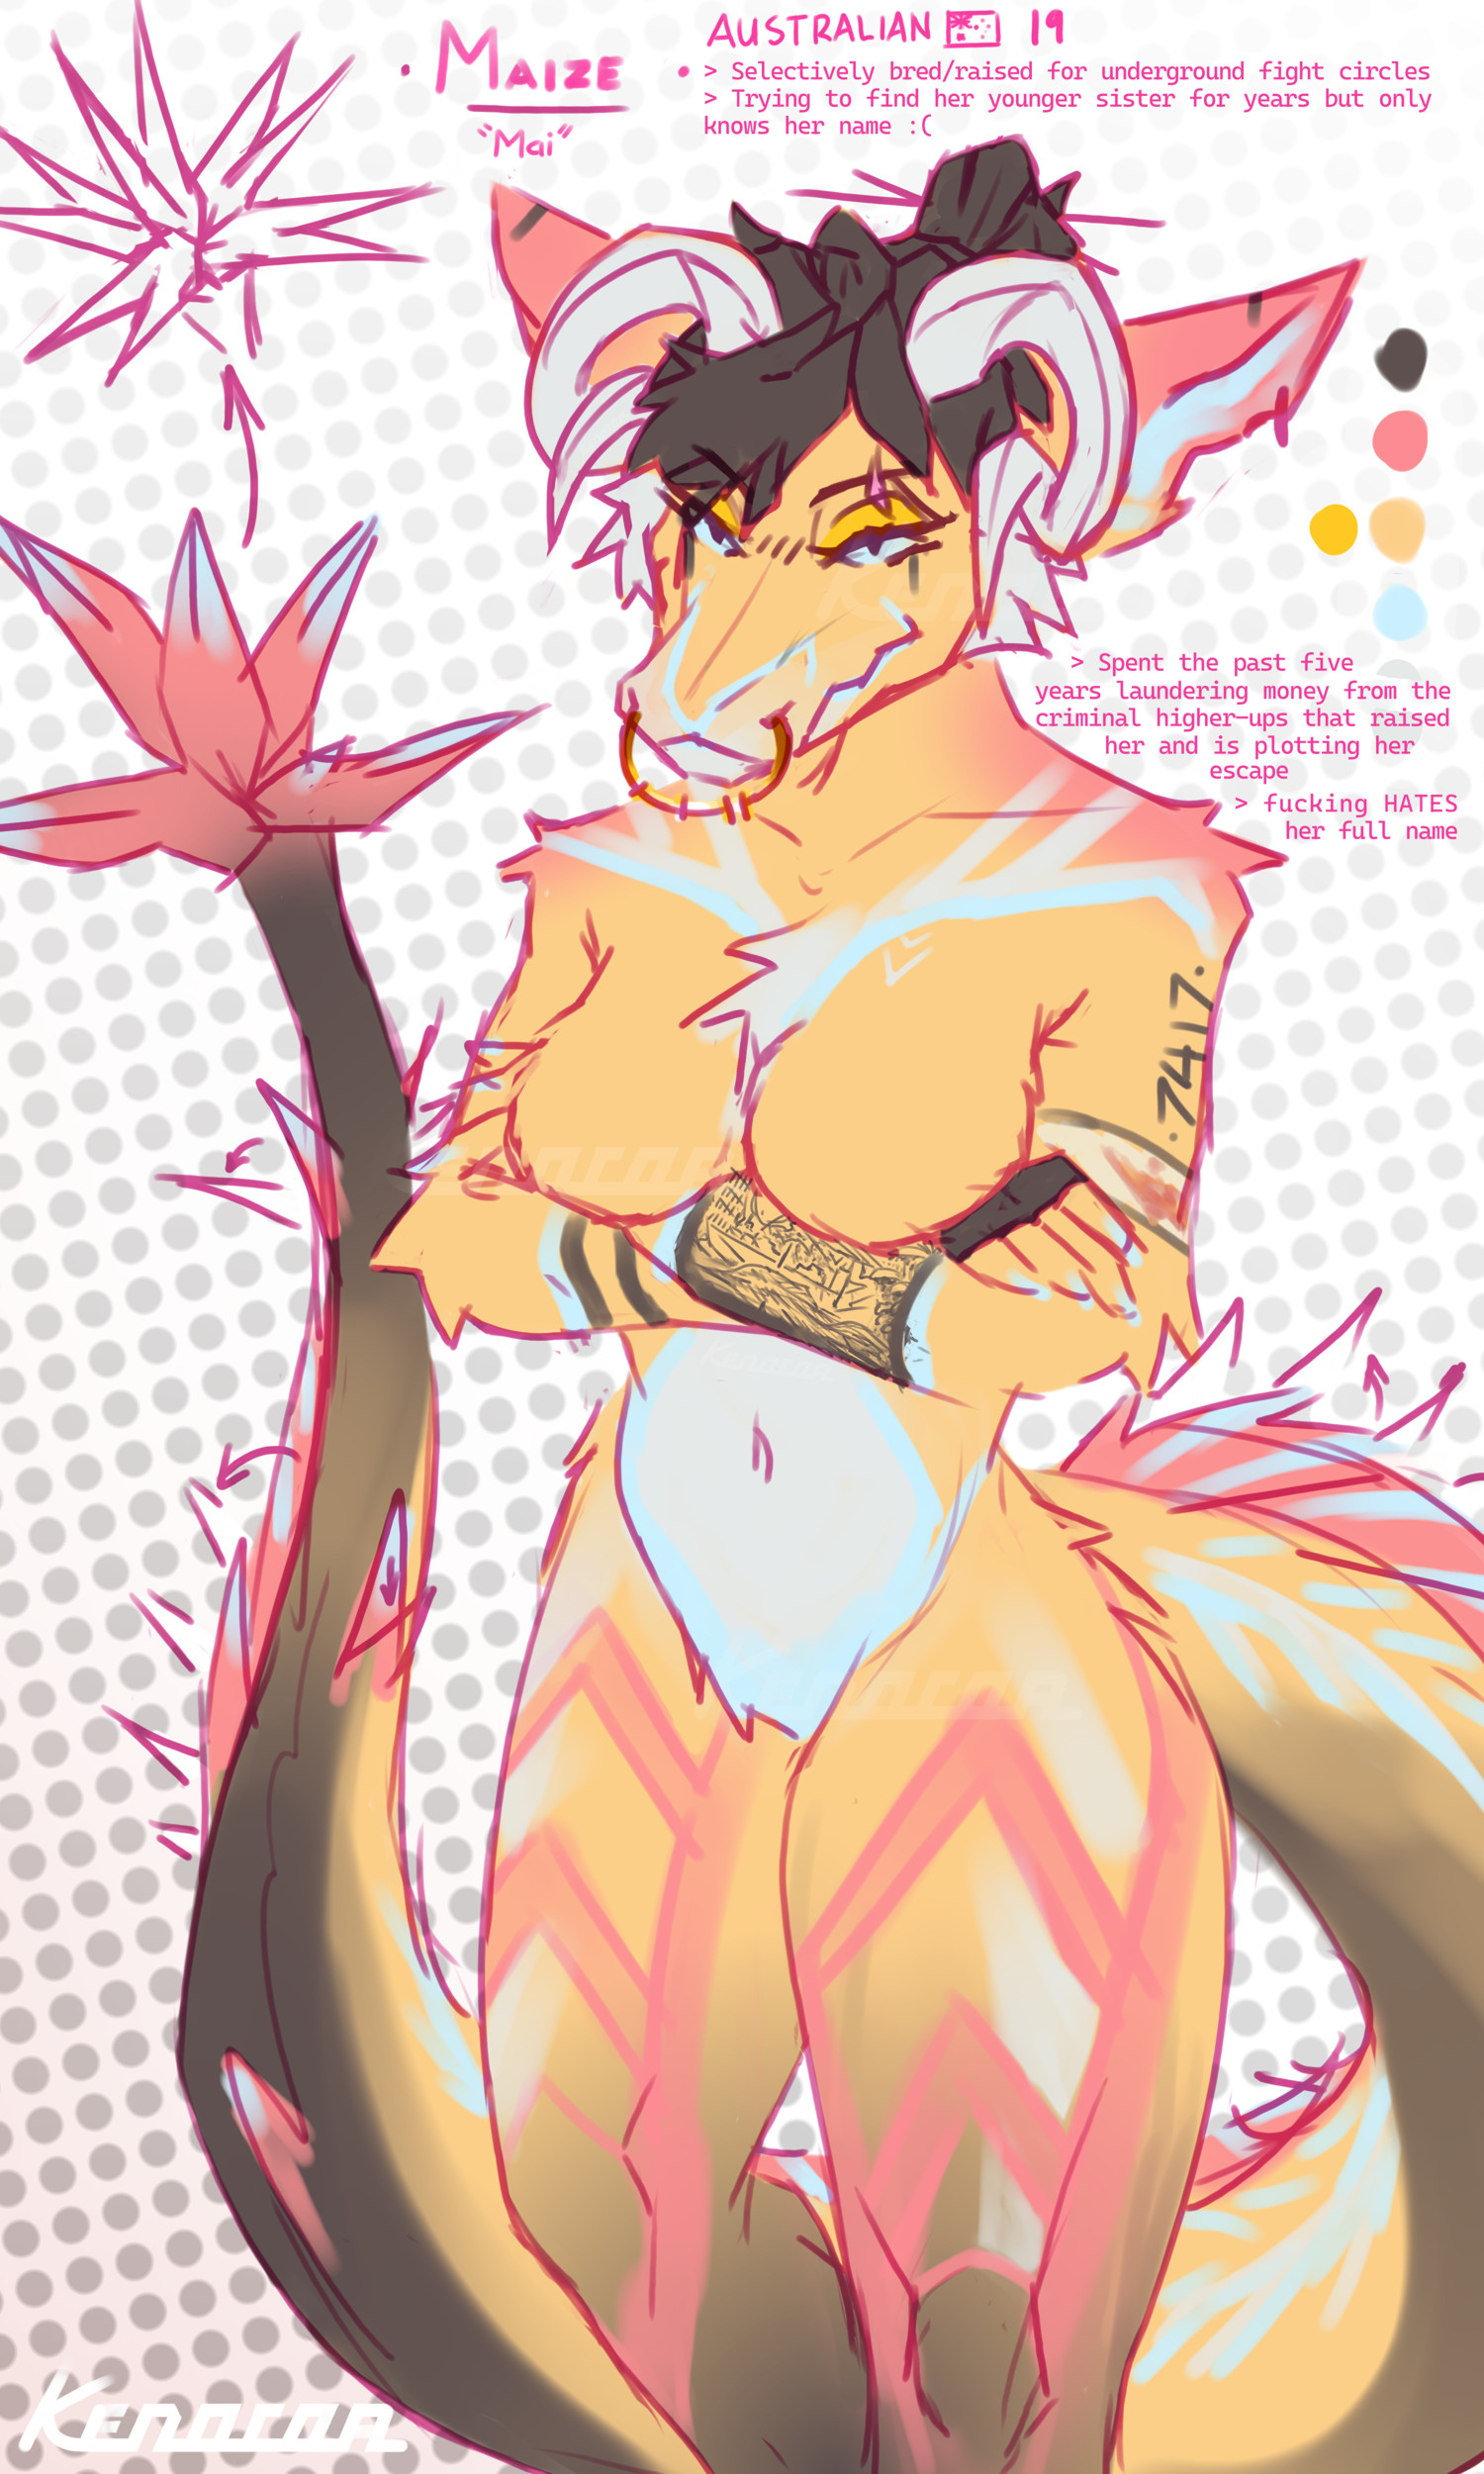 • MAIZE
"Mai"
AUSTRALIAN 19
• > Selectively bred/raised for underground fight circles
> Trying to find her younger sister for years but only
knows her name :(
> Spent the past five
years laundering money from the
criminal higher-ups that raised
her and is plotting her
escape
> fucking HATES
her full name
.7417.
KENOCOA